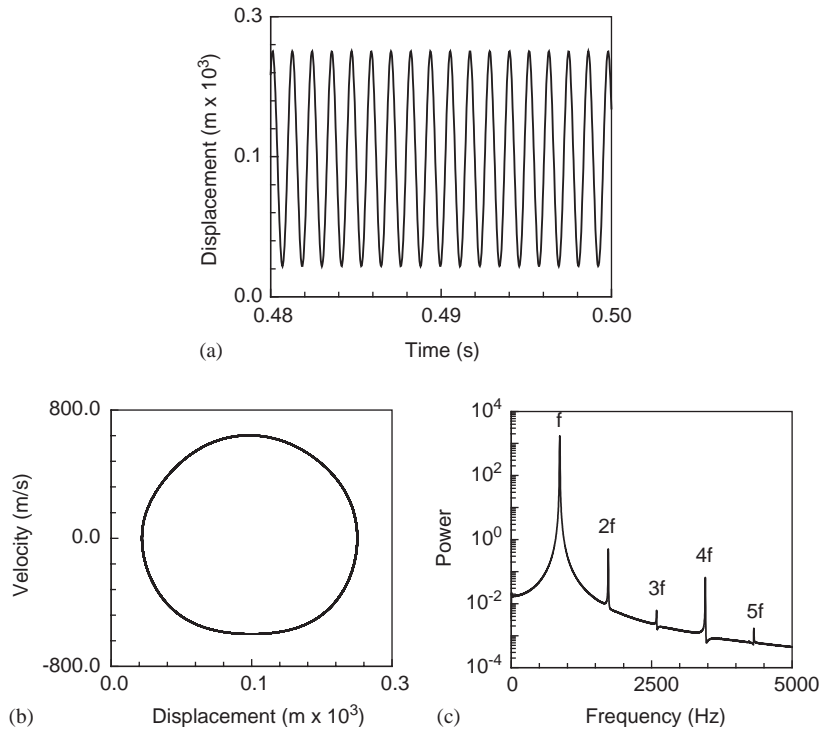 0.3
0.1
0.0
Displacement (m x 10³)
0.48
0.49
0.50
(a)
Time (s)
800.0
0.0
-800.0
Velocity (m/s)
0.0
0.1
0.3
(b)
Displacement (m x 10³)
10⁴
10²
10⁰
10⁻²
10⁻⁴
Power
f
2f
3f
4f
5f
0
2500
5000
(c)
Frequency (Hz)